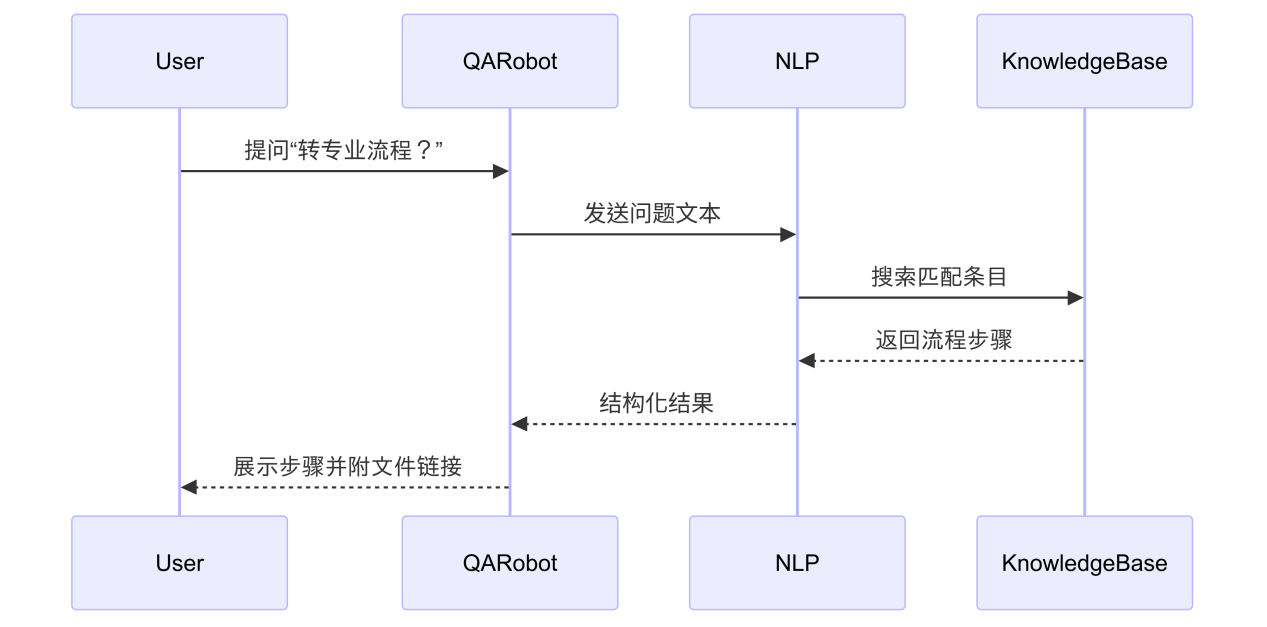 User
QARobot
NLP
KnowledgeBase
提问“转专业流程？”
发送问题文本
搜索匹配条目
返回流程步骤
结构化结果
展示步骤并附文件链接
User
QARobot
NLP
KnowledgeBase